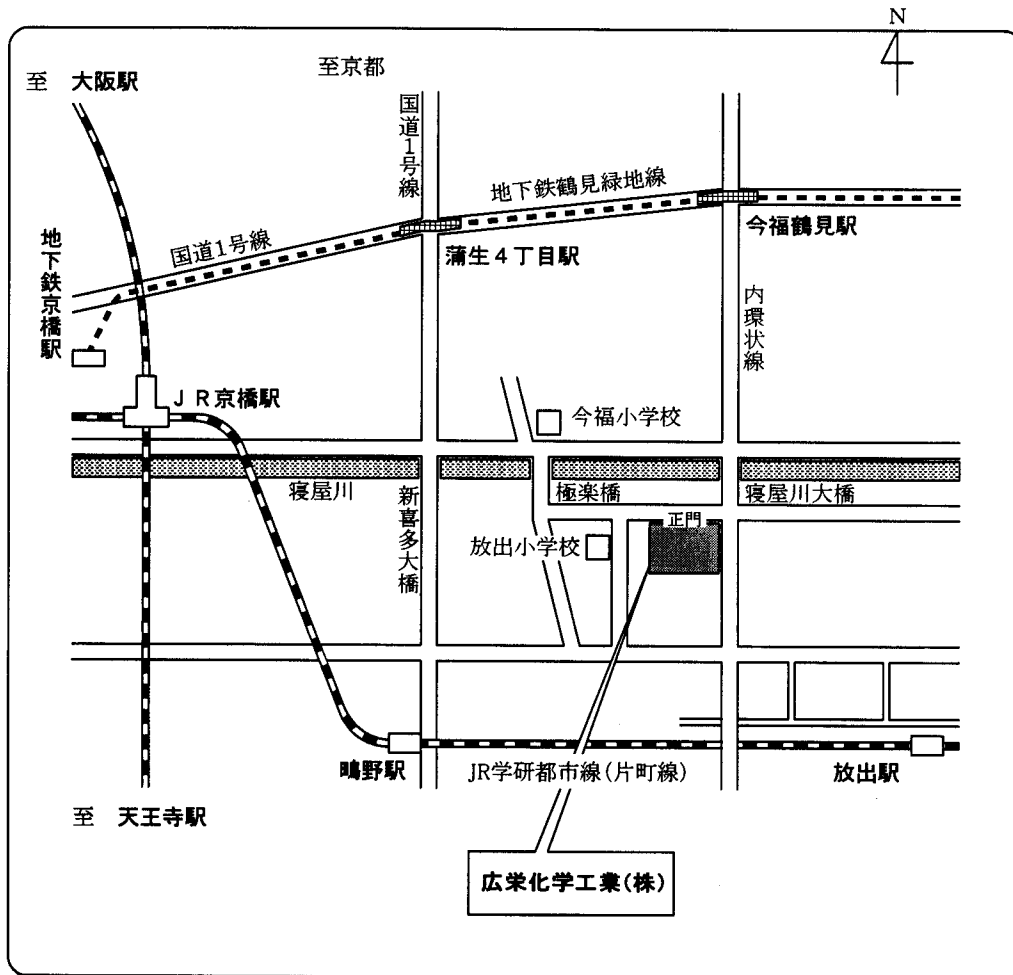 N
至 大阪駅
至京都
国道1号線
地下鉄鶴見緑地線
国道1号線
今福鶴見駅
蒲生4丁目駅
地下鉄京橋駅
内環状線
JR京橋駅
今福小学校
寝屋川
極楽橋
寝屋川大橋
新喜多大橋
正門
放出小学校
鴫野駅
JR学研都市線(片町線)
放出駅
至 天王寺駅
広栄化学工業(株)